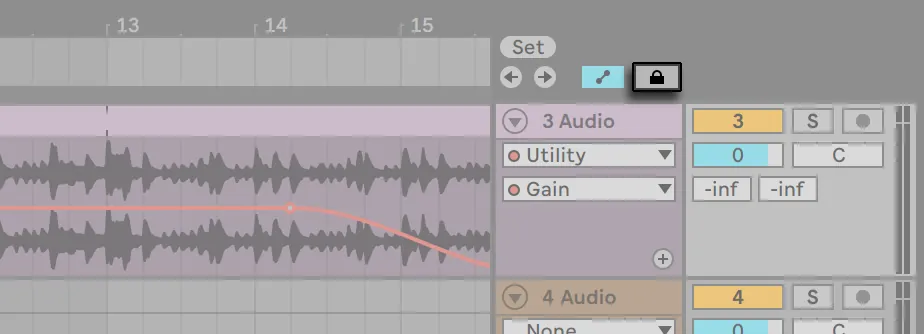 13 14 15
Set
3 Audio 3 S
Utility 0 C
Gain -inf -inf
4 Audio 4 S
None 0 C